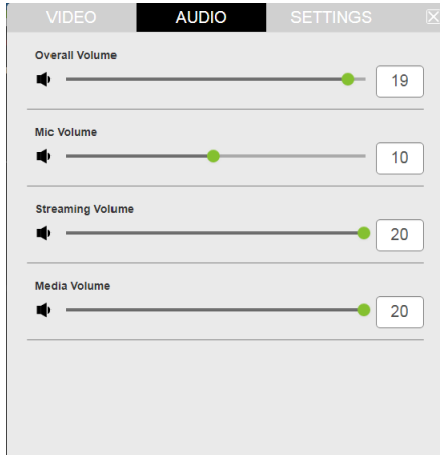 VIDEO AUDIO SETTINGS
Overall Volume
19
Mic Volume
10
Streaming Volume
20
Media Volume
20